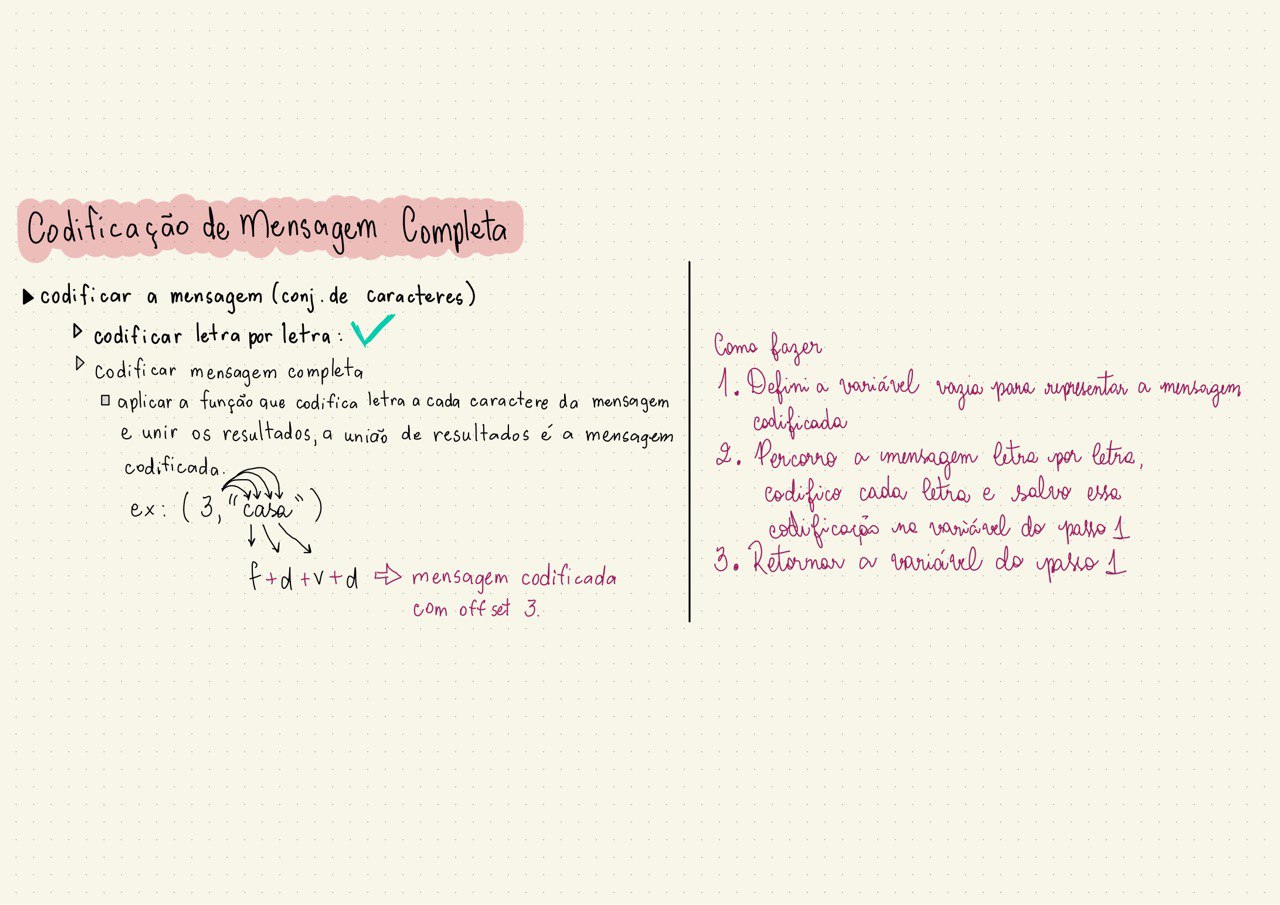 Codificação de Mensagem Completa
▶ codificar a mensagem (conj. de caracteres)
▷ codificar letra por letra: ✓
▷ Codificar mensagem completa
□ aplicar a função que codifica letra a cada caractere da mensagem
e unir os resultados, a união de resultados é a mensagem
codificada.
ex: ( 3, "casa" )
f+d+v+d ⇨ mensagem codificada
com offset 3.
Como fazer
1. Defini a variável vazia para representar a mensagem
codificada
2. Percorro a mensagem letra por letra,
codifico cada letra e salvo essa
codificação na variável do passo 1
3. Retornar a variável do passo 1